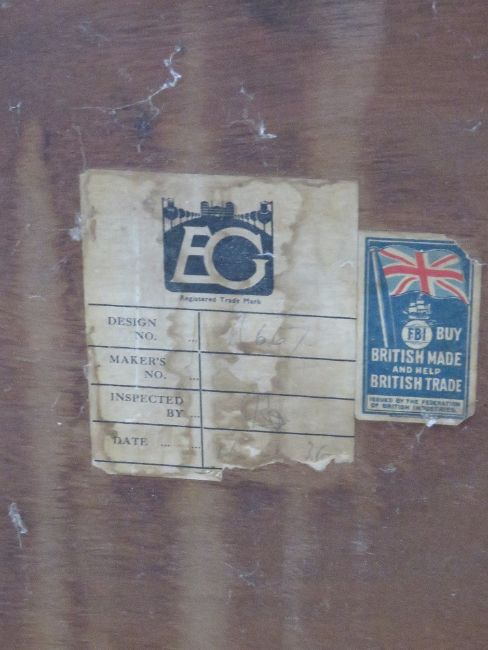 EG
Registered Trade Mark
DESIGN
NO. ...
MAKER'S
NO. ...
INSPECTED
BY ...
DATE ... ...
FBI BUY
BRITISH MADE
AND HELP
BRITISH TRADE
ISSUED BY THE FEDERATION
OF BRITISH INDUSTRIES.